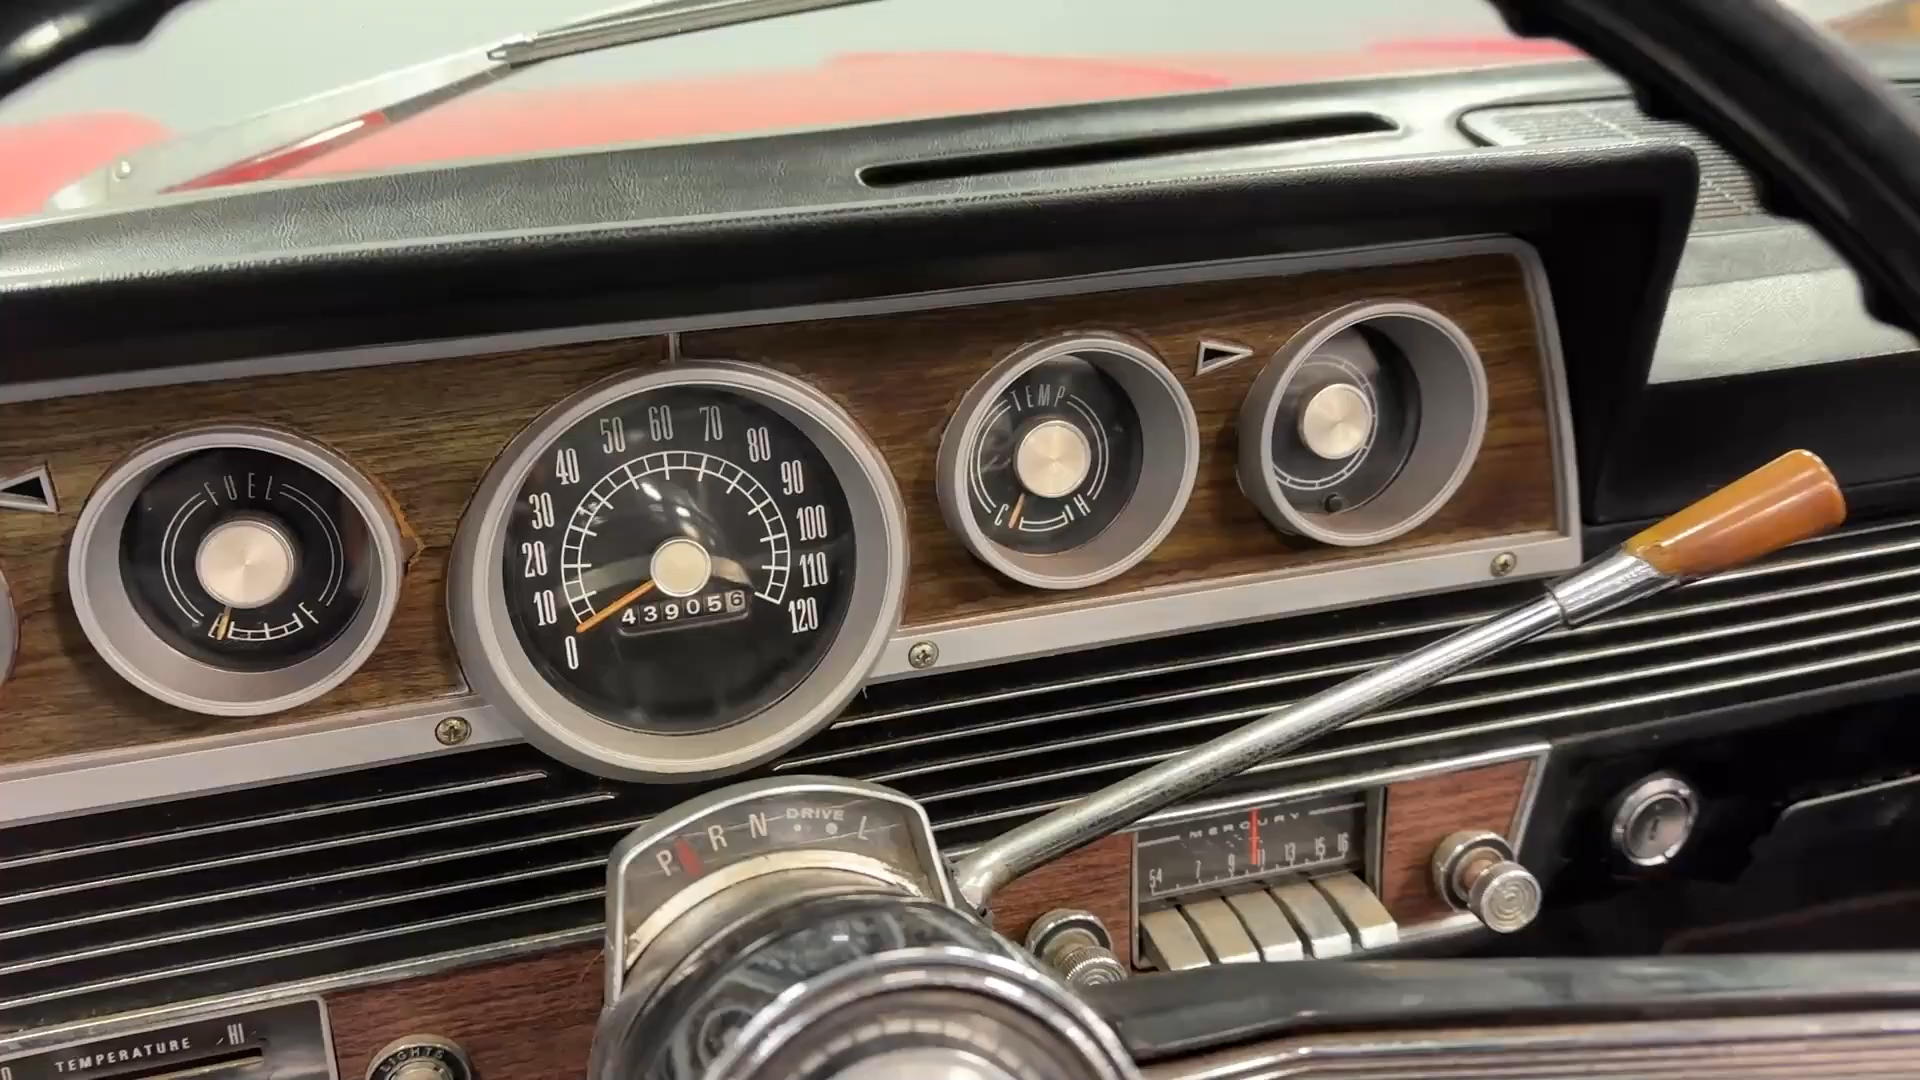 FUEL
E F
0 10 20 30 40 50 60 70 80 90 100 110 120
439056
TEMP
C H
P R N DRIVE L
MERCURY
54 7 9 11 13 15 16
TEMPERATURE HI
LIGHTS